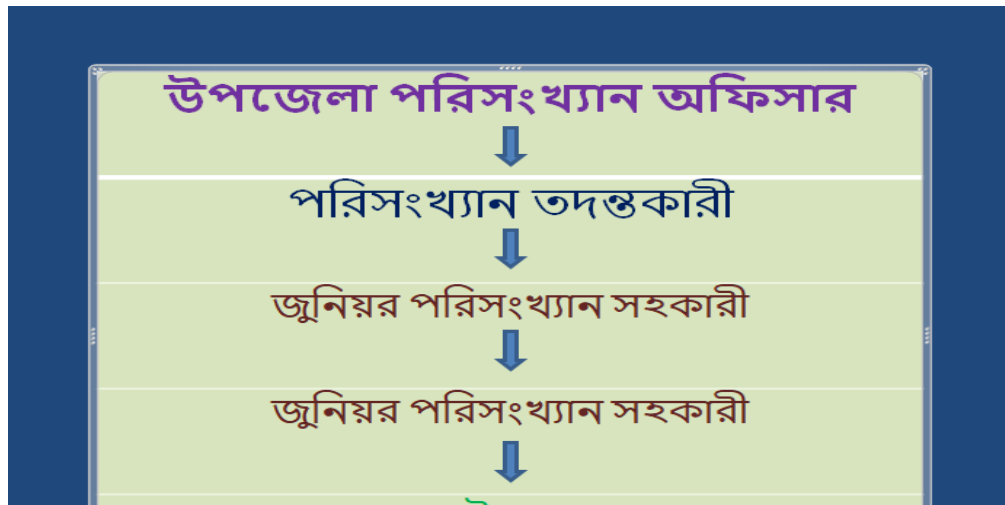 উপজেলা পরিসংখ্যান অফিসার
পরিসংখ্যান তদন্তকারী
জুনিয়র পরিসংখ্যান সহকারী
জুনিয়র পরিসংখ্যান সহকারী